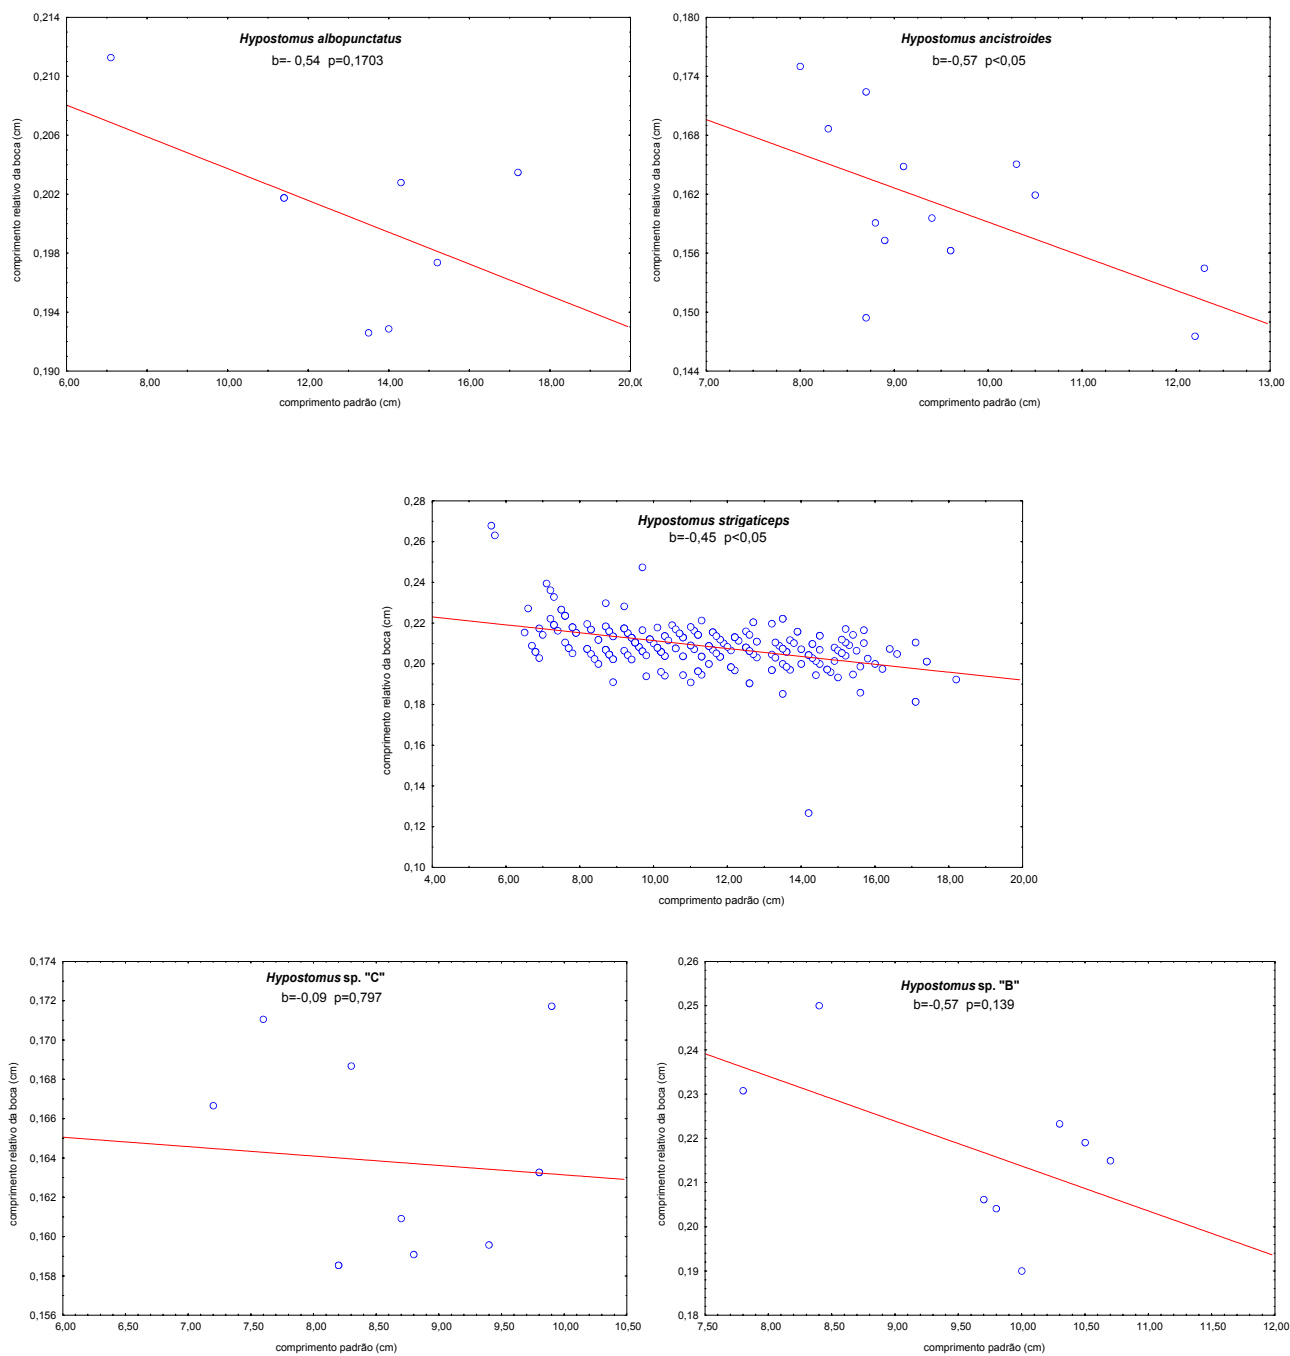 Hypostomus albopunctatus
b=- 0,54 p=0,1703
comprimento relativo da boca (cm)
0,214
0,210
0,206
0,202
0,198
0,194
0,190
6,00 8,00 10,00 12,00 14,00 16,00 18,00 20,00
comprimento padrão (cm)
Hypostomus ancistroides
b=-0,57 p<0,05
comprimento relativo da boca (cm)
0,180
0,174
0,168
0,162
0,156
0,150
0,144
7,00 8,00 9,00 10,00 11,00 12,00 13,00
comprimento padrão (cm)
Hypostomus strigaticeps
b=-0,45 p<0,05
comprimento relativo da boca (cm)
0,28
0,26
0,24
0,22
0,20
0,18
0,16
0,14
0,12
0,10
4,00 6,00 8,00 10,00 12,00 14,00 16,00 18,00 20,00
comprimento padrão (cm)
Hypostomus sp. "C"
b=-0,09 p=0,797
comprimento relativo da boca (cm)
0,174
0,172
0,170
0,168
0,166
0,164
0,162
0,160
0,158
0,156
6,00 6,50 7,00 7,50 8,00 8,50 9,00 9,50 10,00 10,50
comprimento padrão (cm)
Hypostomus sp. "B"
b=-0,57 p=0,139
comprimento relativo da boca (cm)
0,26
0,25
0,24
0,23
0,22
0,21
0,20
0,19
0,18
7,50 8,00 8,50 9,00 9,50 10,00 10,50 11,00 11,50 12,00
comprimento padrão (cm)